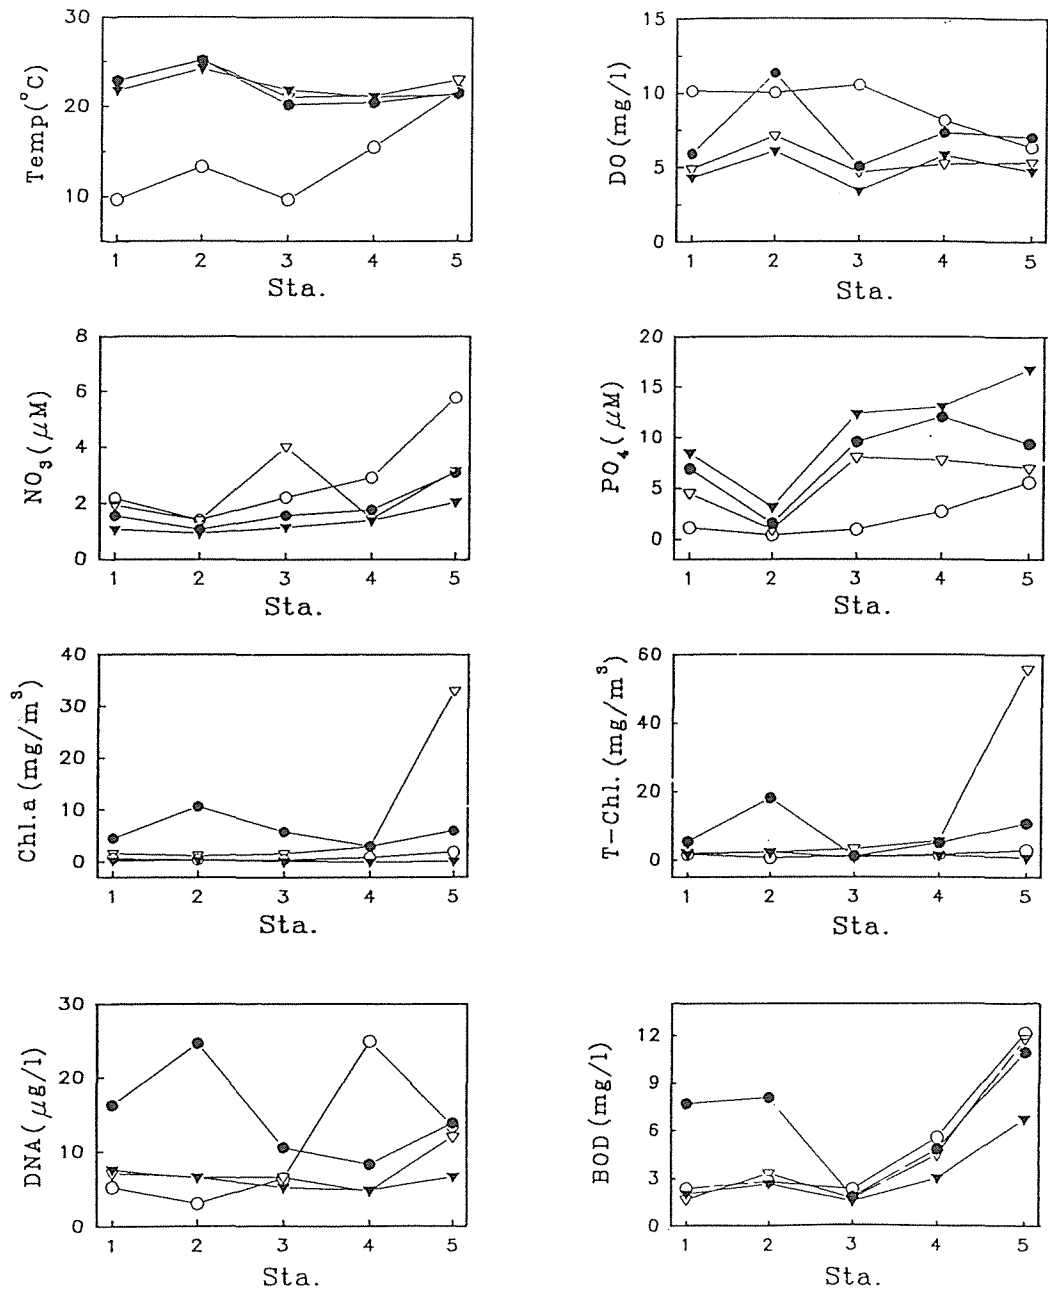 30
20
10
Temp(°C)
1 2 3 4 5
Sta.
15
10
5
0
DO(mg/l)
1 2 3 4 5
Sta.
8
6
4
2
0
NO3(μM)
1 2 3 4 5
Sta.
20
15
10
5
0
PO4(μM)
1 2 3 4 5
Sta.
40
30
20
10
0
Chl.a(mg/m3)
1 2 3 4 5
Sta.
60
40
20
0
T-Chl.(mg/m3)
1 2 3 4 5
Sta.
30
20
10
0
DNA(μg/l)
1 2 3 4 5
Sta.
12
9
6
3
0
BOD(mg/l)
1 2 3 4 5
Sta.